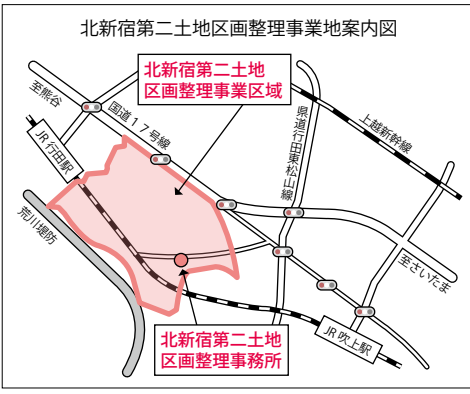 北新宿第二土地区画整理事業地案内図
北新宿第二土地
区画整理事業区域
至熊谷
国道17号線
県道行田東松山線
上越新幹線
JR行田駅
荒川堤防
至さいたま
北新宿第二土地
区画整理事務所
JR吹上駅